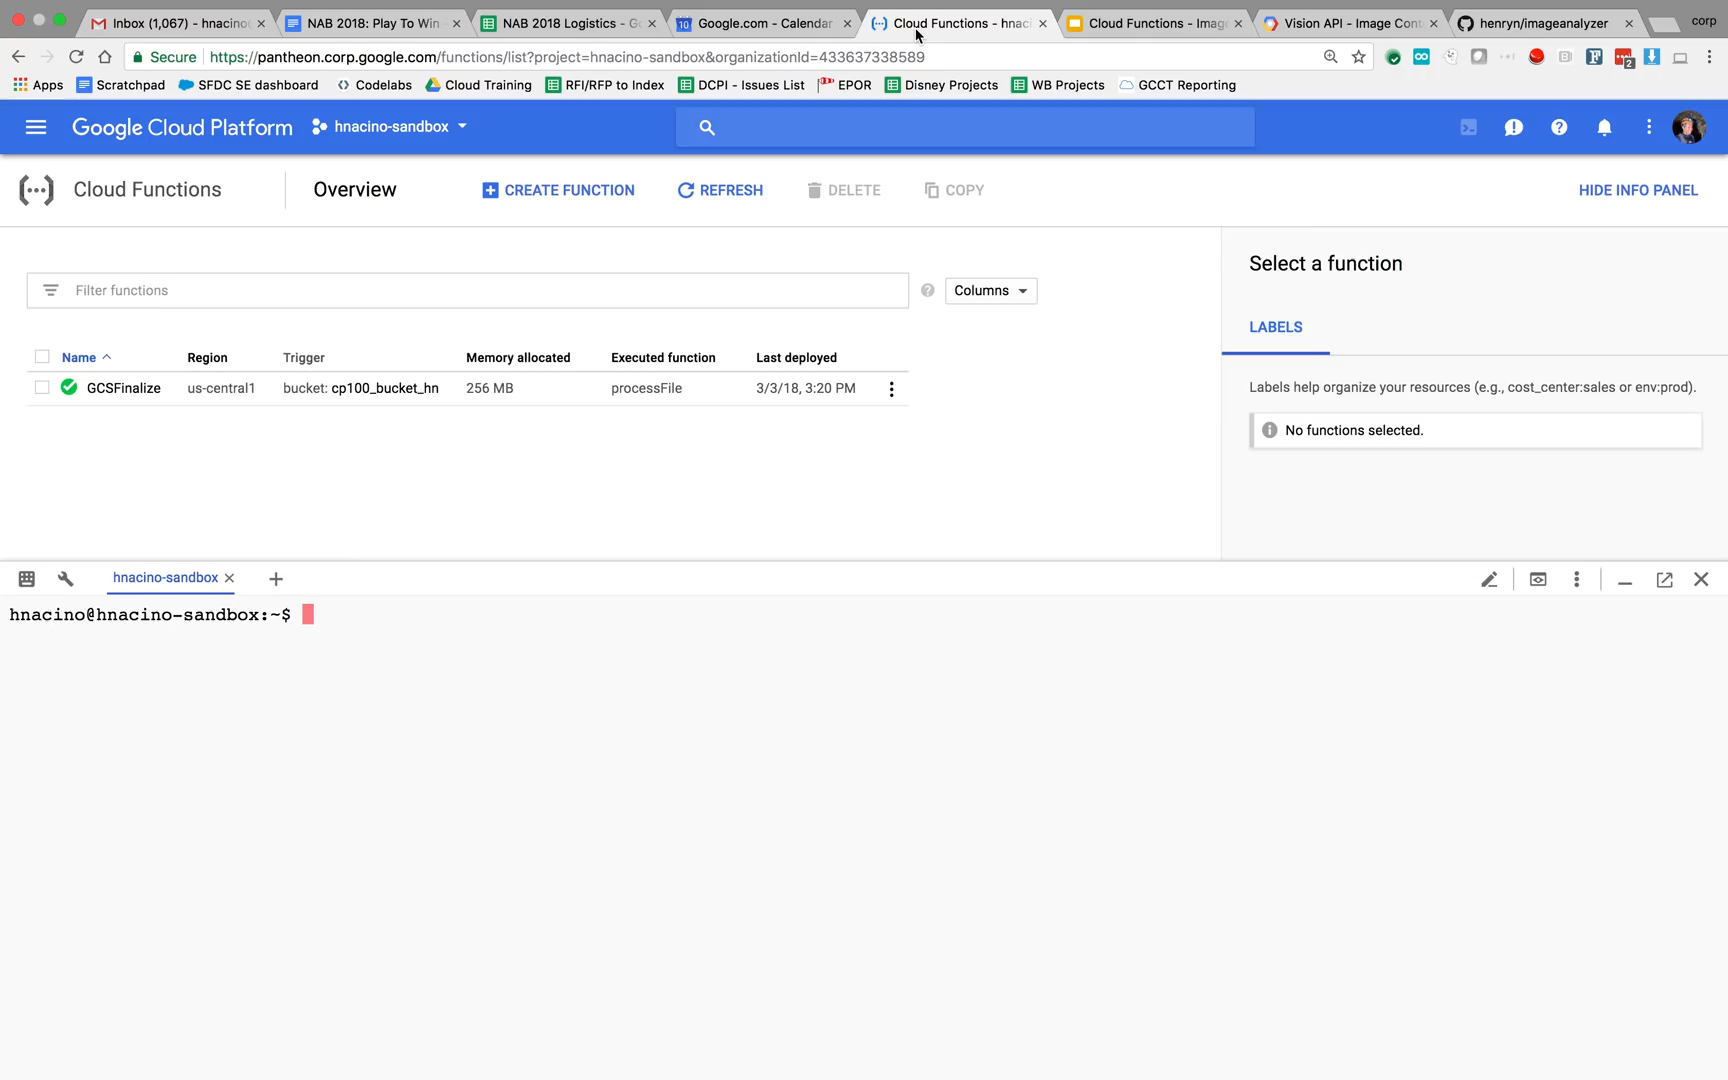 Inbox (1,067) - hnacino
NAB 2018: Play To Win
NAB 2018 Logistics - G
10
Google.com - Calendar
Cloud Functions - hnaci
Cloud Functions - Image
Vision API - Image Cont
henryn/imageanalyzer
corp
Secure
https://pantheon.corp.google.com/functions/list?project=hnacino-sandbox&organizationId=433637338589
2
Apps
Scratchpad
SFDC SE dashboard
Codelabs
Cloud Training
RFI/RFP to Index
DCPI - Issues List
EPOR
Disney Projects
WB Projects
GCCT Reporting
Google Cloud Platform
hnacino-sandbox
Cloud Functions
Overview
CREATE FUNCTION
REFRESH
DELETE
COPY
HIDE INFO PANEL
Filter functions
Columns
Select a function
LABELS
Labels help organize your resources (e.g., cost_center:sales or env:prod).
No functions selected.
Name Region Trigger Memory allocated Executed function Last deployed
GCSFinalize us-central1 bucket: cp100_bucket_hn 256 MB processFile 3/3/18, 3:20 PM
hnacino-sandbox
hnacino@hnacino-sandbox:~$